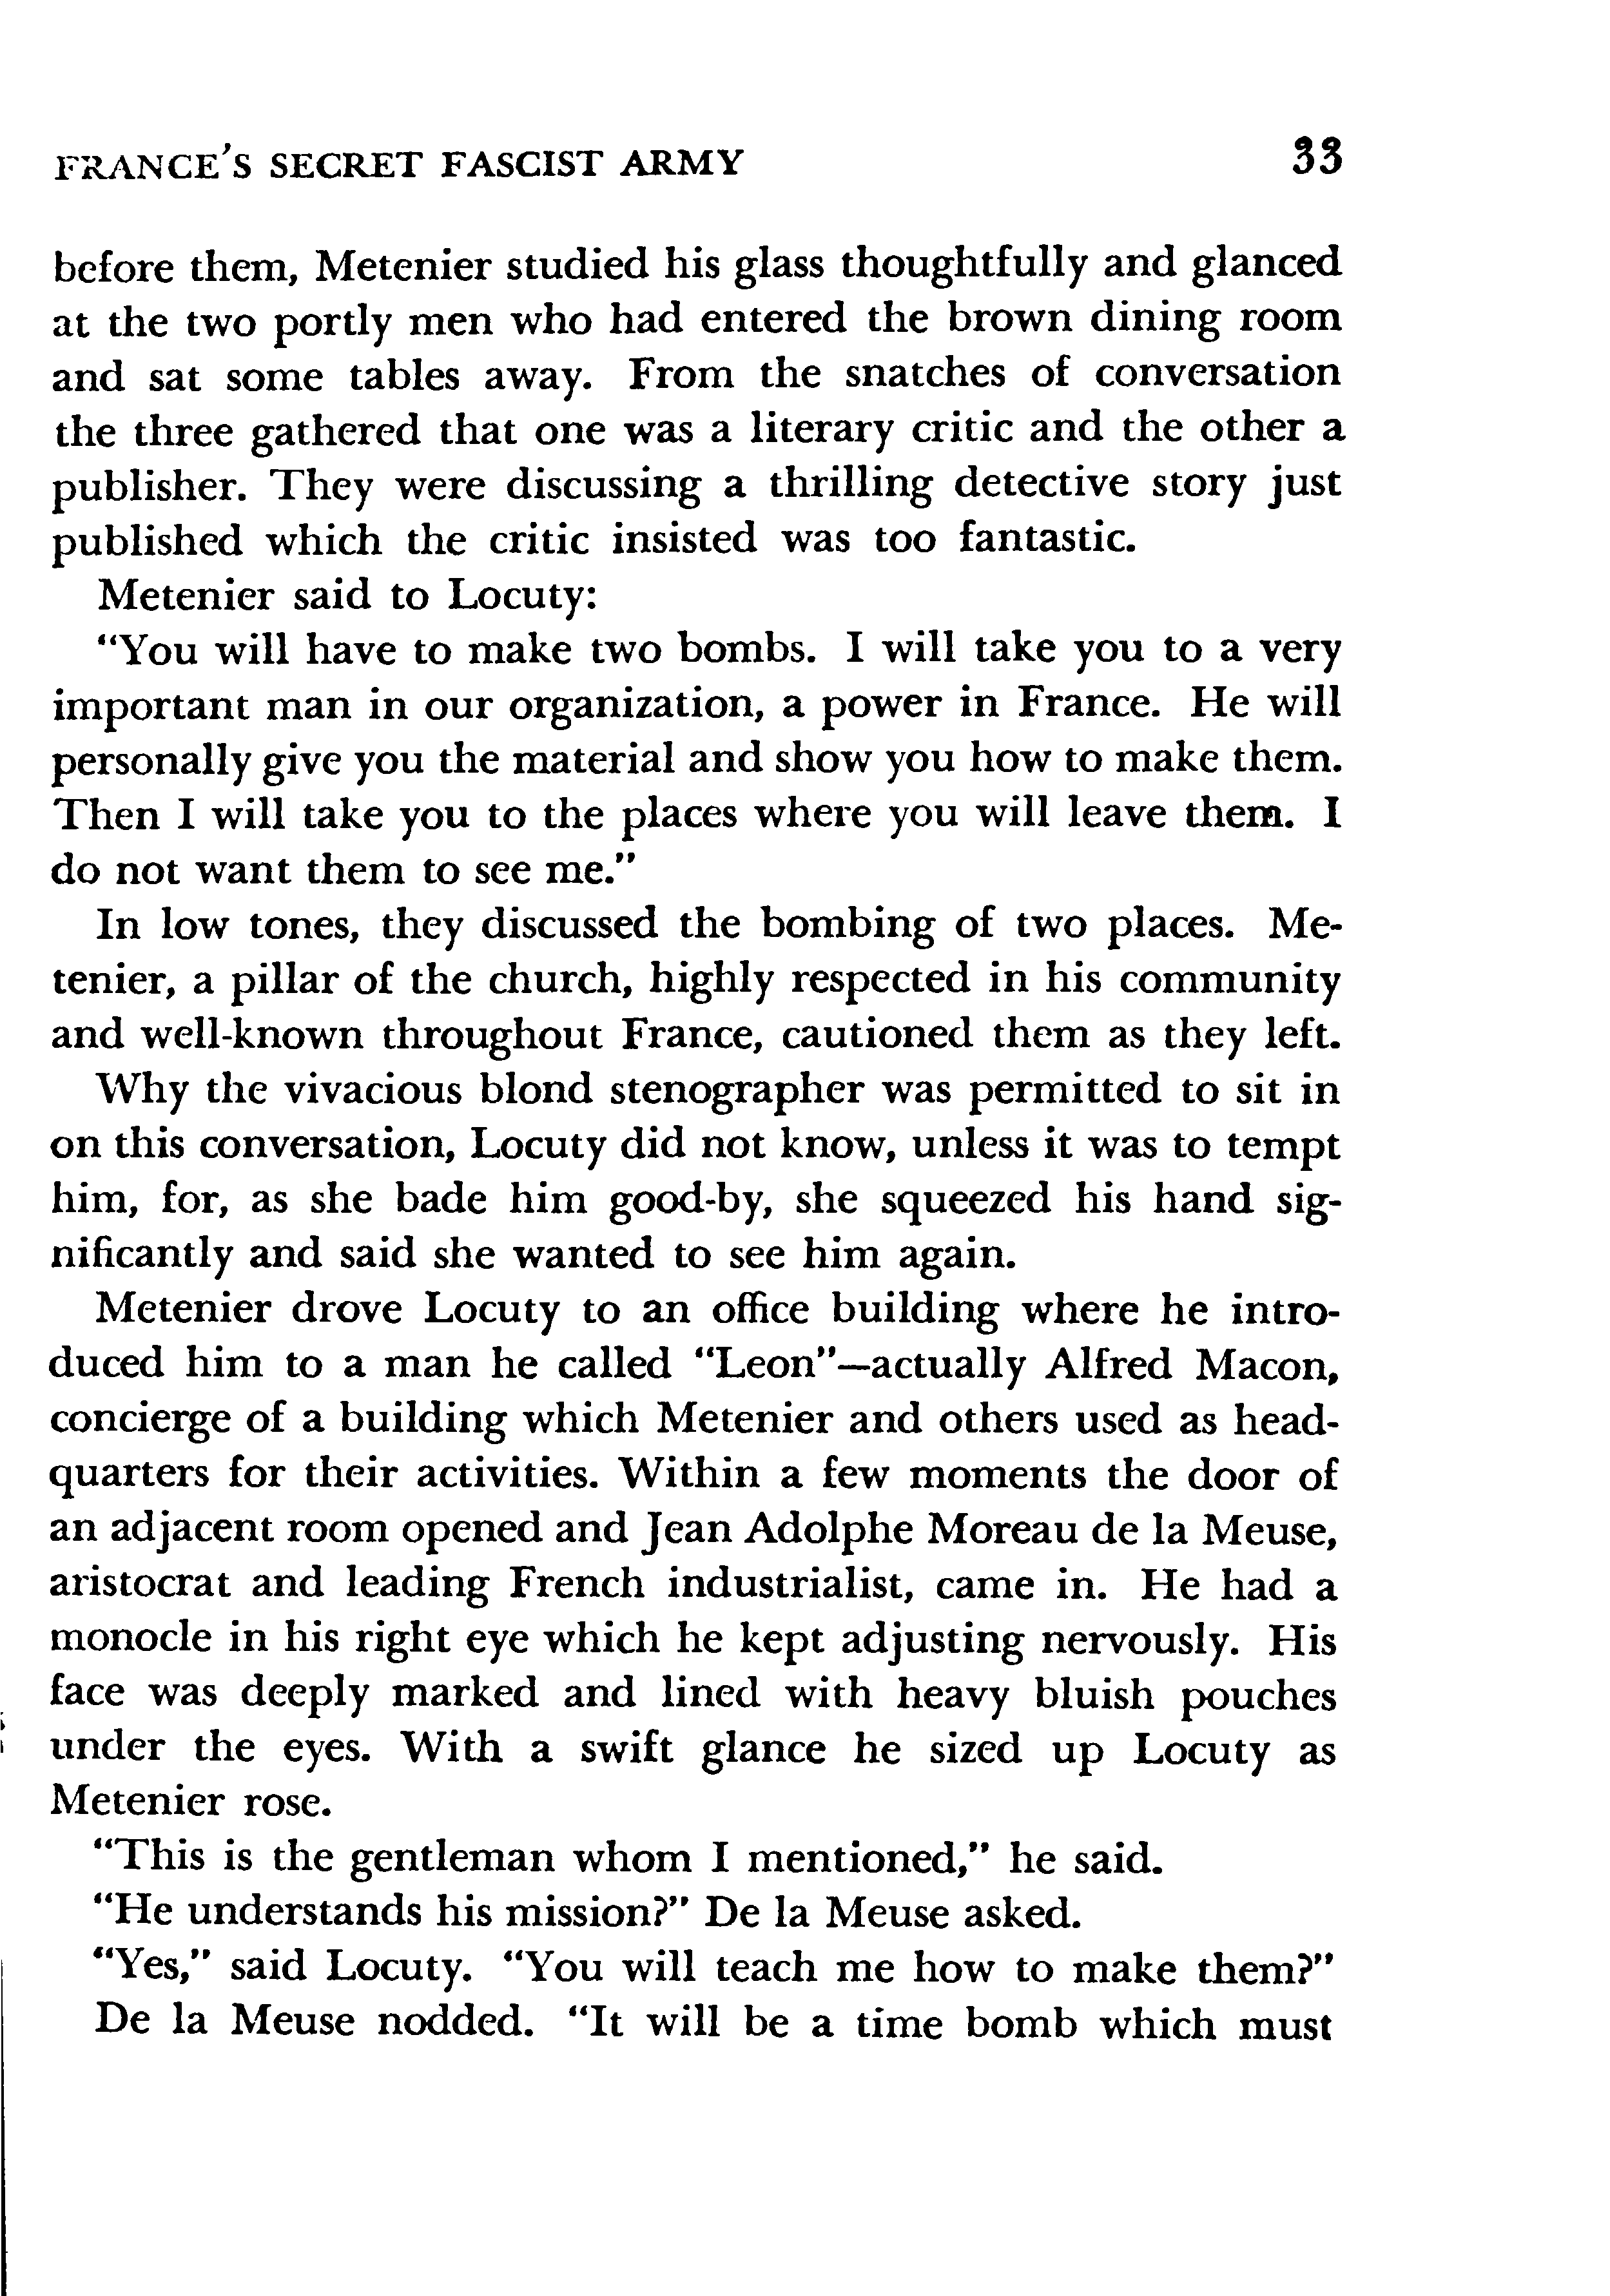 FRANCE'S SECRET FASCIST ARMY 33
before them, Metenier studied his glass thoughtfully and glanced
at the two portly men who had entered the brown dining room
and sat some tables away. From the snatches of conversation
the three gathered that one was a literary critic and the other a
publisher. They were discussing a thrilling detective story just
published which the critic insisted was too fantastic.
Metenier said to Locuty:
"You will have to make two bombs. I will take you to a very
important man in our organization, a power in France. He will
personally give you the material and show you how to make them.
Then I will take you to the places where you will leave them. I
do not want them to see me."
In low tones, they discussed the bombing of two places. Me-
tenier, a pillar of the church, highly respected in his community
and well-known throughout France, cautioned them as they left.
Why the vivacious blond stenographer was permitted to sit in
on this conversation, Locuty did not know, unless it was to tempt
him, for, as she bade him good-by, she squeezed his hand sig-
nificantly and said she wanted to see him again.
Metenier drove Locuty to an office building where he intro-
duced him to a man he called "Leon"—actually Alfred Macon,
concierge of a building which Metenier and others used as head-
quarters for their activities. Within a few moments the door of
an adjacent room opened and Jean Adolphe Moreau de la Meuse,
aristocrat and leading French industrialist, came in. He had a
monocle in his right eye which he kept adjusting nervously. His
face was deeply marked and lined with heavy bluish pouches
under the eyes. With a swift glance he sized up Locuty as
Metenier rose.
"This is the gentleman whom I mentioned," he said.
"He understands his mission?" De la Meuse asked.
"Yes," said Locuty. "You will teach me how to make them?"
De la Meuse nodded. "It will be a time bomb which must